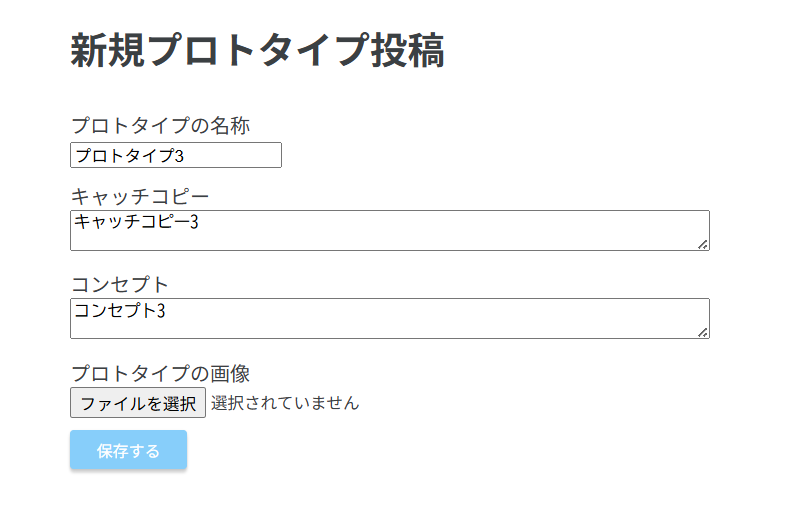 新規プロトタイプ投稿
プロトタイプの名称
プロトタイプ3
キャッチコピー
キャッチコピー3
コンセプト
コンセプト3
プロトタイプの画像
ファイルを選択 選択されていません
保存する